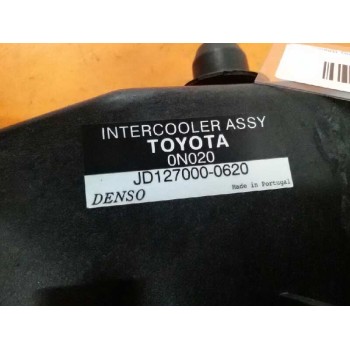 INTERCOOLER ASSY
TOYOTA
0N020
JD127000-0620
DENSO Made in Portugal